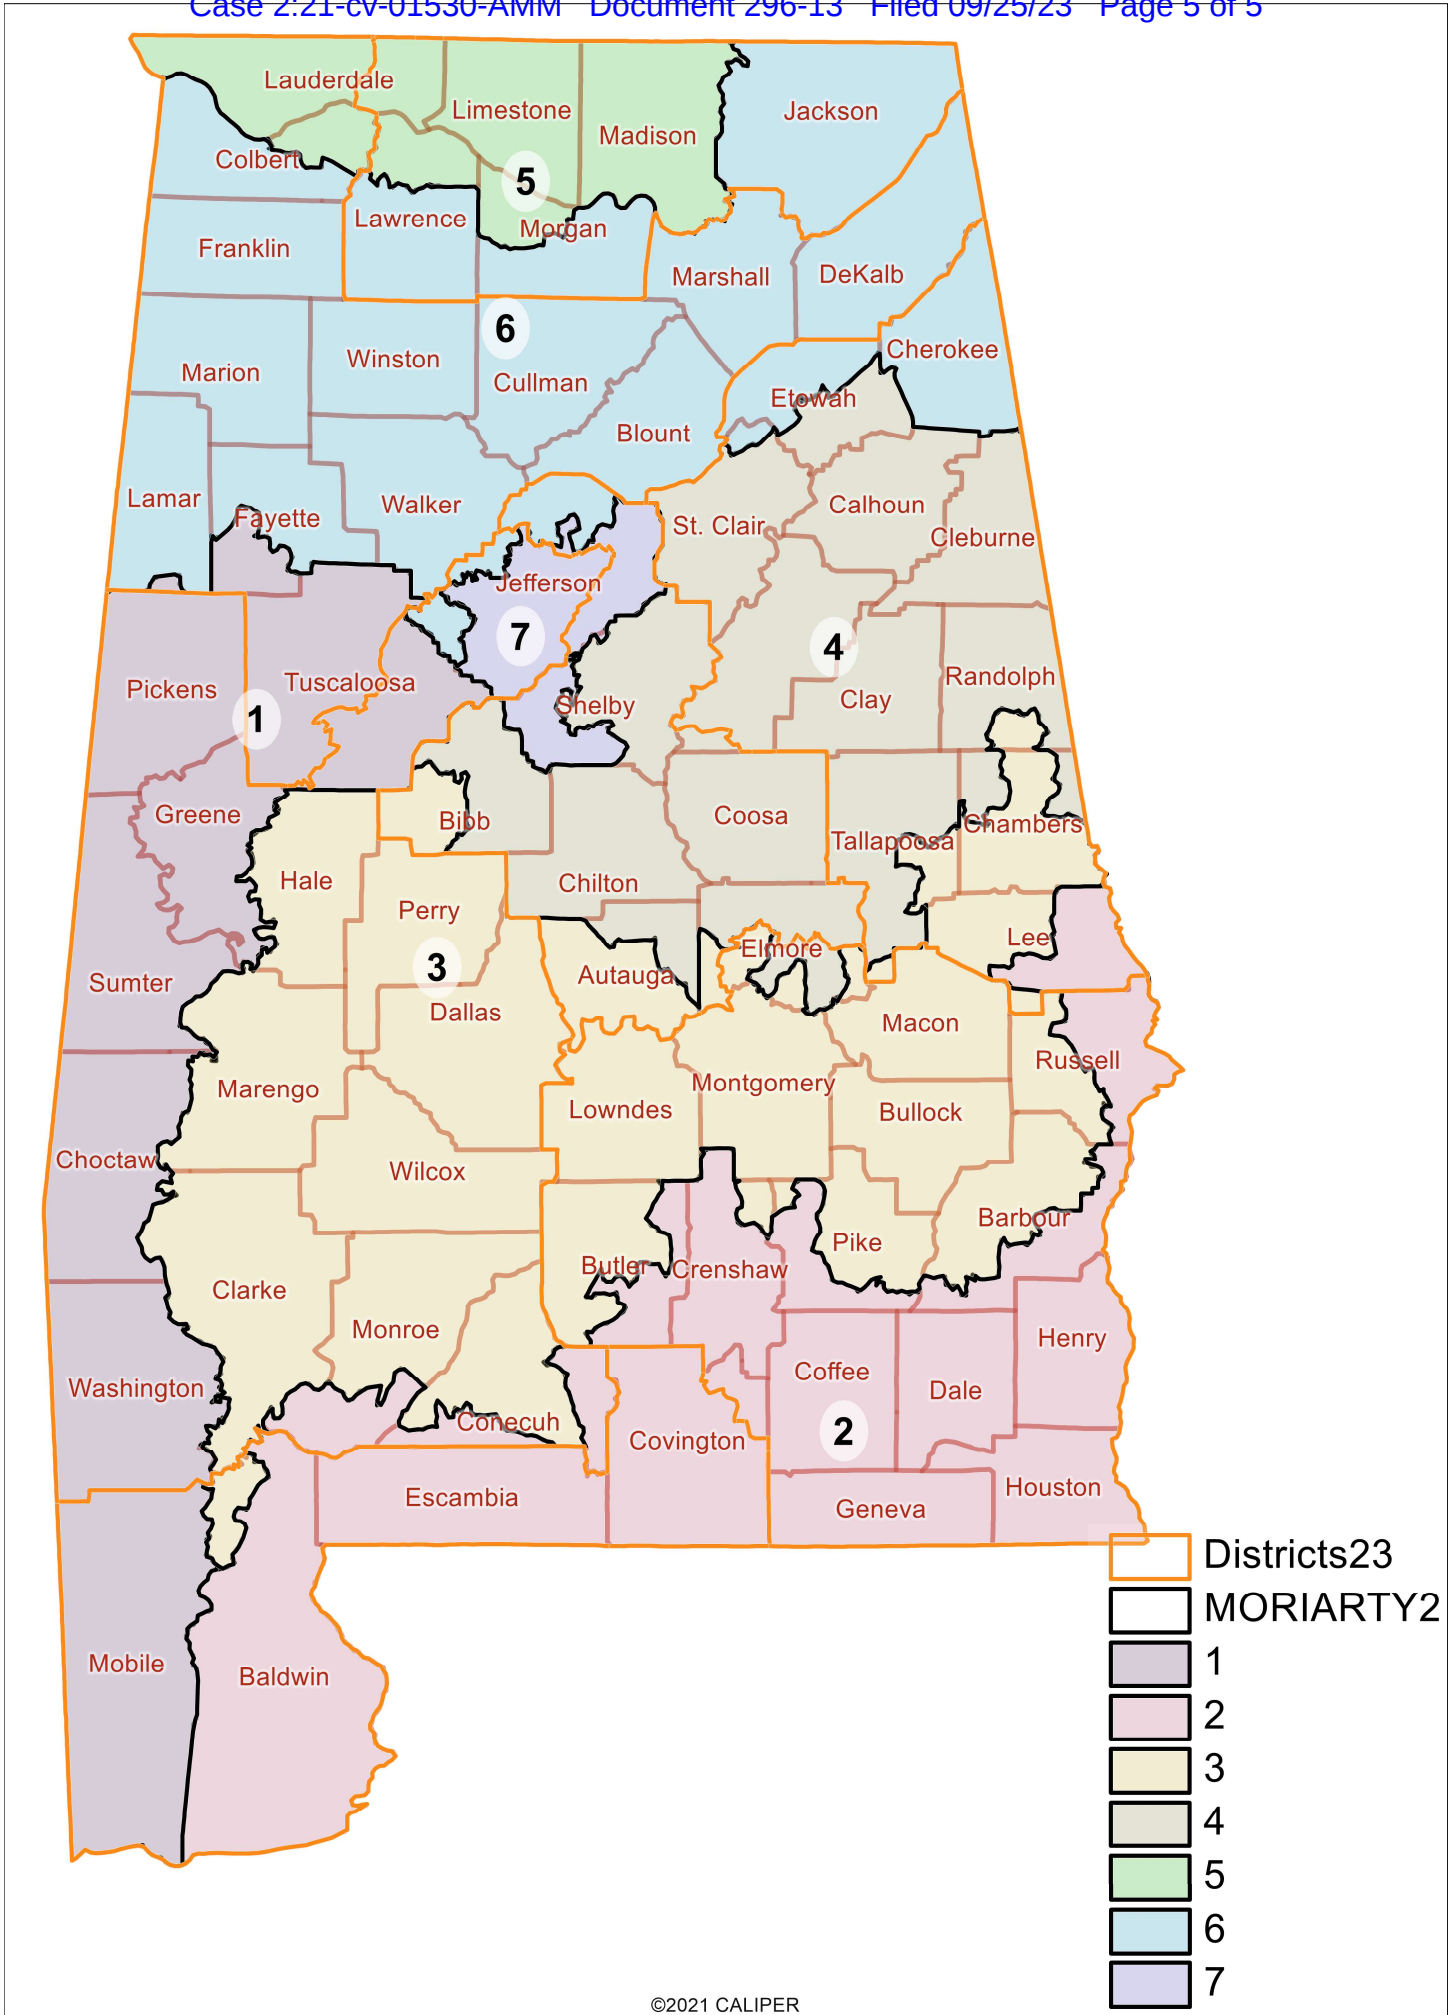 Case 2:21-cv-01530-AMM Document 296-13 Filed 09/25/23 Page 5 of 5
Lauderdale
Limestone
Madison
Jackson
Colbert
5
Lawrence
Morgan
Franklin
Marshall
DeKalb
6
Cherokee
Winston
Marion
Cullman
Etowah
Blount
Lamar
Walker
Fayette
St. Clair
Calhoun
Cleburne
Jefferson
7
4
Randolph
Pickens
Tuscaloosa
Clay
Shelby
1
Greene
Bibb
Coosa
Tallapoosa
Chambers
Hale
Chilton
Perry
Lee
Elmore
3
Autauga
Sumter
Dallas
Macon
Russell
Marengo
Montgomery
Lowndes
Bullock
Choctaw
Wilcox
Barbour
Pike
Butler
Crenshaw
Clarke
Monroe
Henry
Coffee
Washington
Dale
Conecuh
Covington
2
Houston
Escambia
Geneva
Districts23
MORIARTY2
Mobile
Baldwin
1
2
3
4
5
6
7
©2021 CALIPER